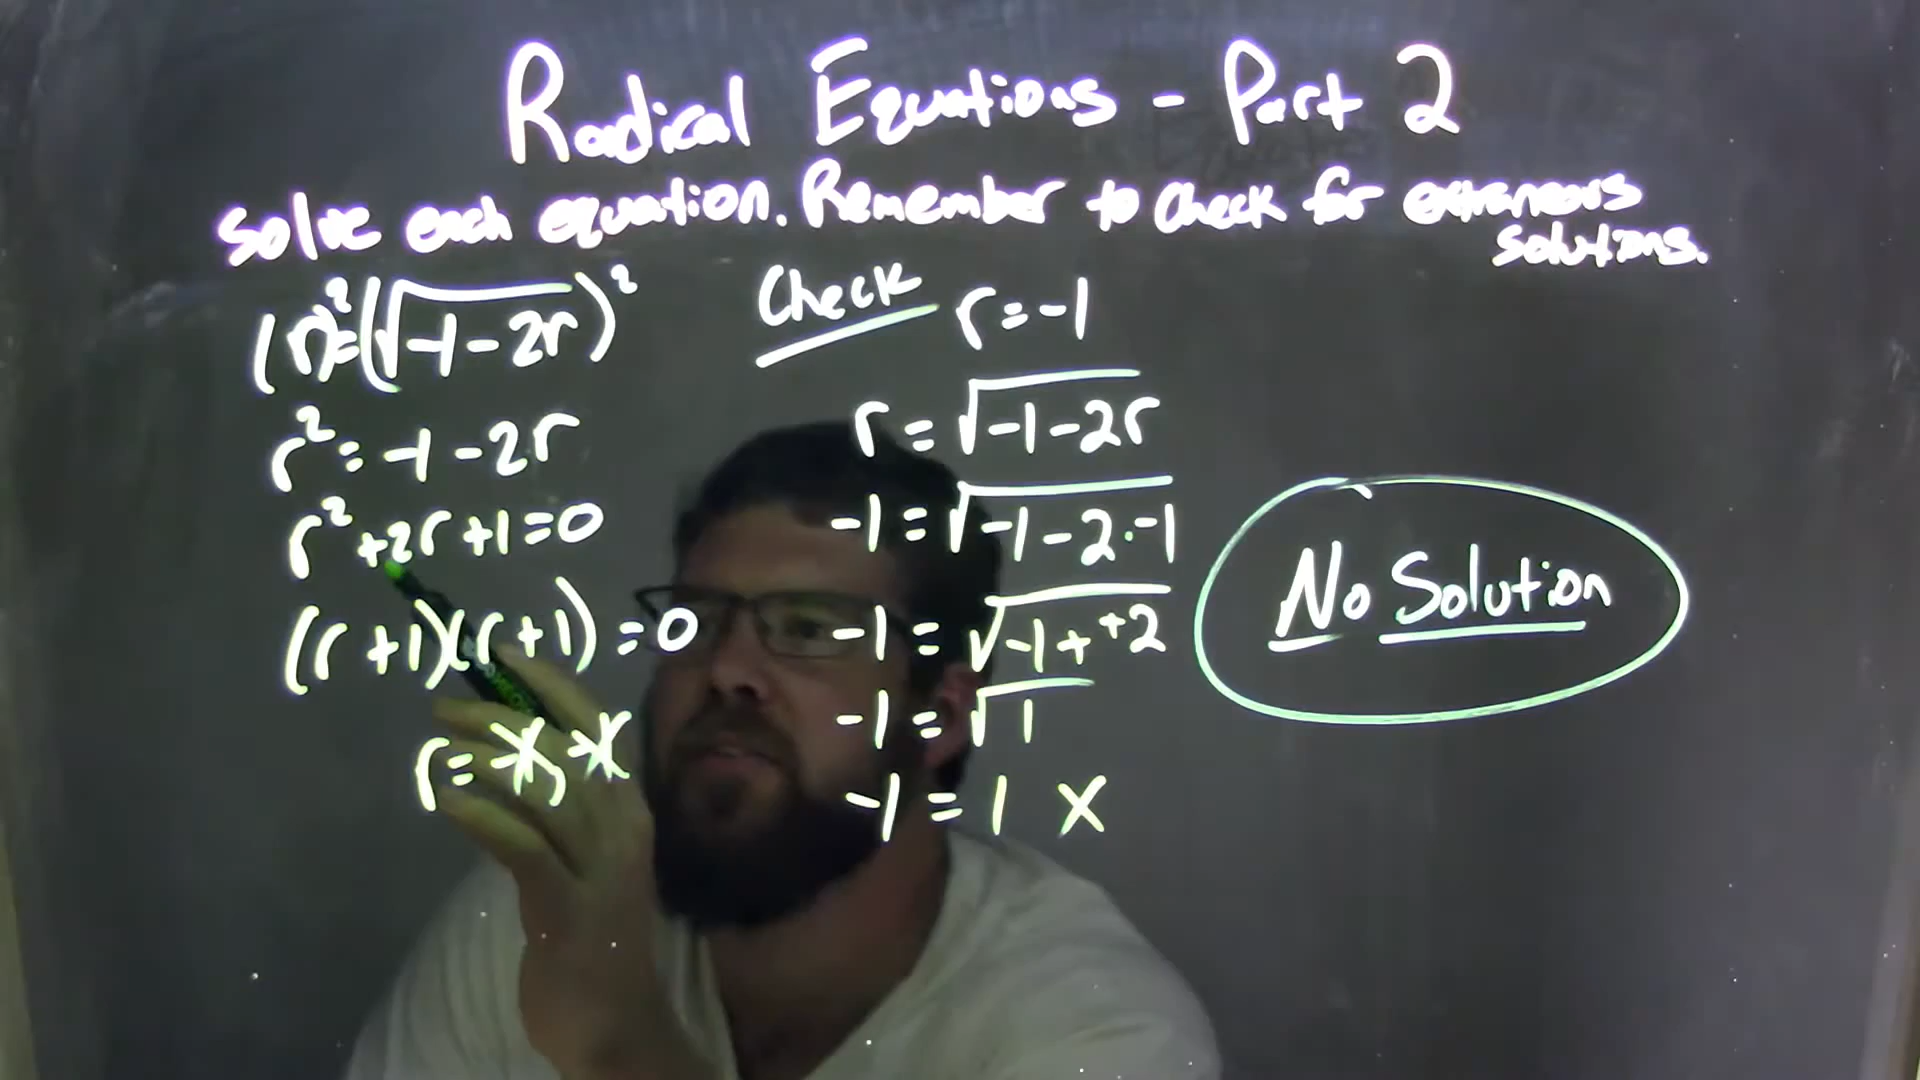 Radical Equations - Part 2
Solve each equation. Remember to check for extraneous
solutions.
(r)²=(√-1-2r)²
r²=-1-2r
r²+2r+1=0
(r+1)(r+1)=0
r=-1,-1
Check r=-1
r=√-1-2r
-1=√-1-2·-1
-1=√-1++2
-1=√1
-1=1 X
No Solution